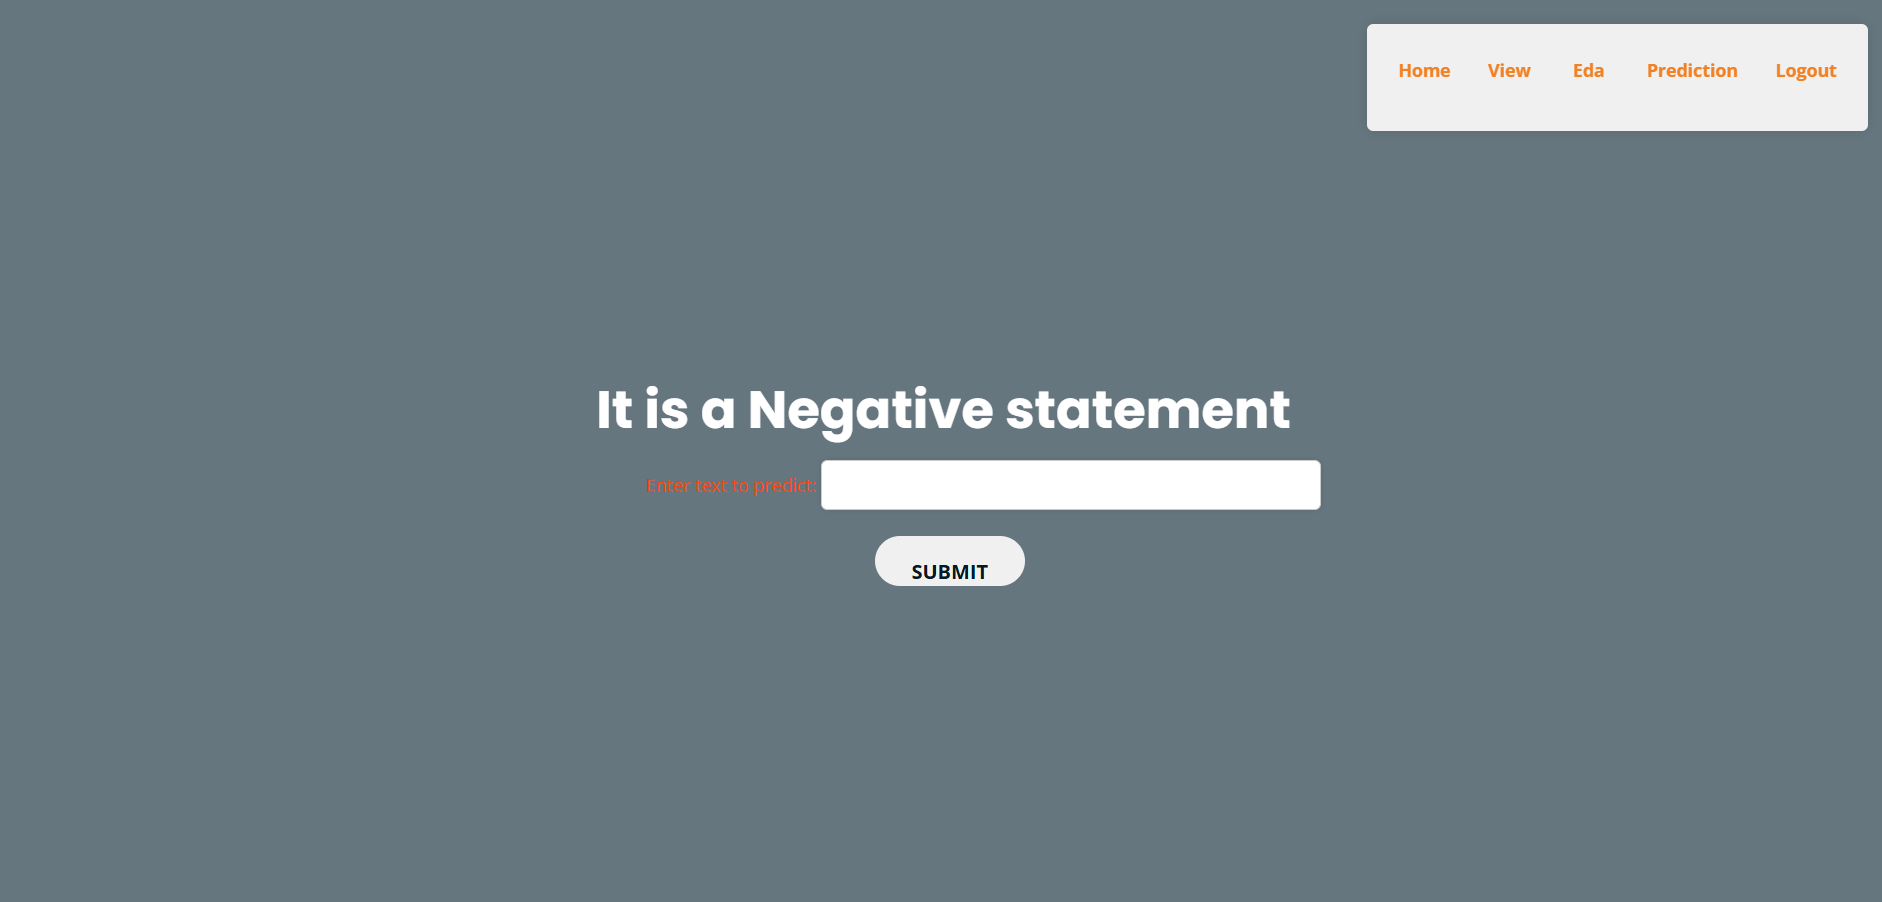 Home View Eda Prediction Logout
It is a Negative statement
Enter text to predict:
SUBMIT